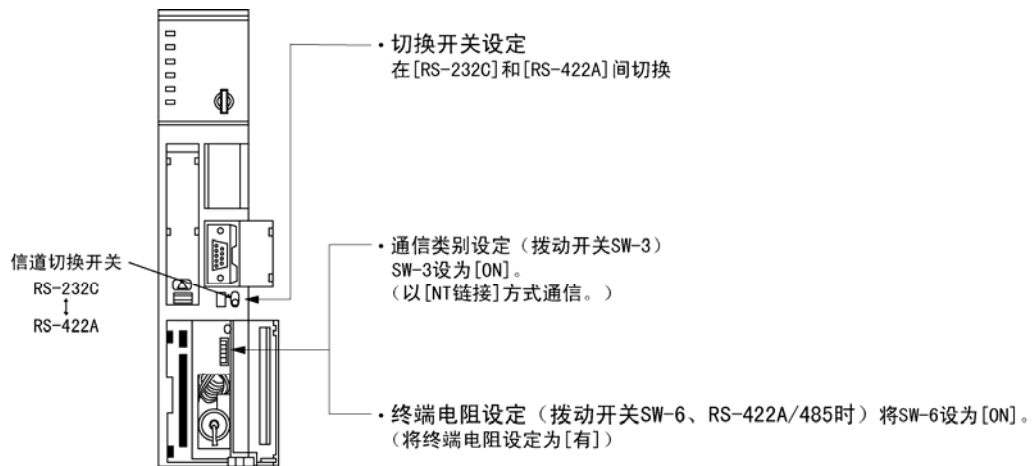 ・切换开关设定
在[RS-232C]和[RS-422A]间切换
・通信类别设定（拨动开关SW-3）
SW-3设为[ON]。
（以[NT链接]方式通信。）
信道切换开关
RS-232C
↕
RS-422A
・终端电阻设定（拨动开关SW-6、RS-422A/485时）将SW-6设为[ON]。
（将终端电阻设定为[有]）